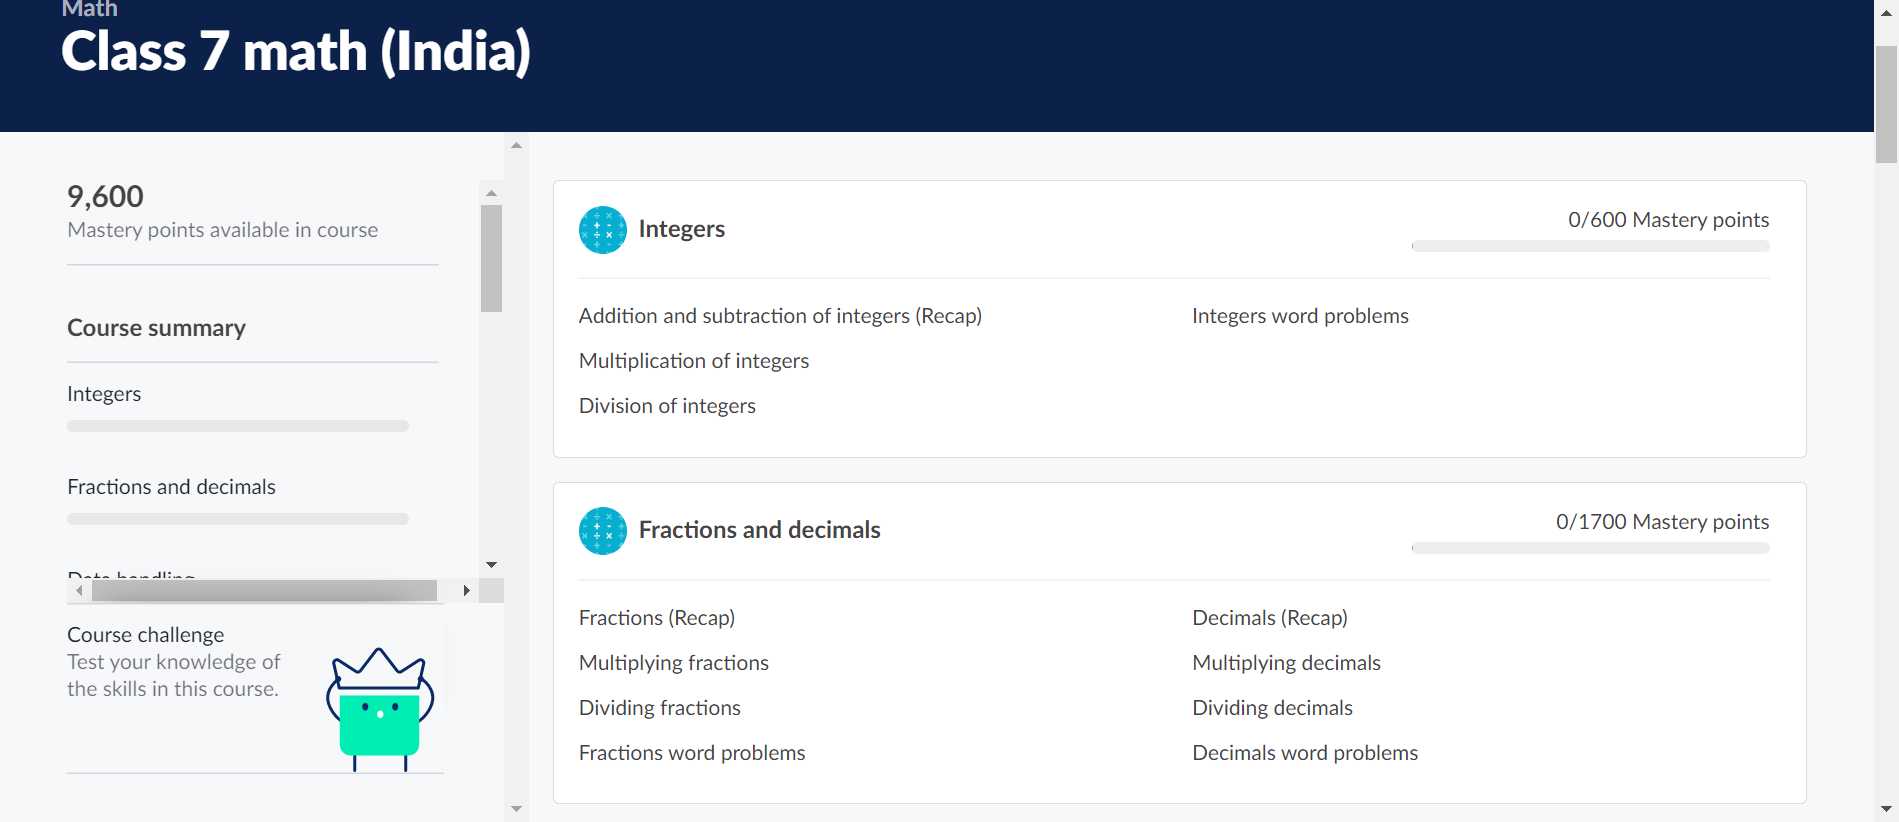 Math
Class 7 math (India)
9,600
Mastery points available in course
Course summary
Integers
Fractions and decimals
Data handling
Course challenge
Test your knowledge of
the skills in this course.
Integers
0/600 Mastery points
Addition and subtraction of integers (Recap)
Multiplication of integers
Division of integers
Integers word problems
Fractions and decimals
0/1700 Mastery points
Fractions (Recap)
Multiplying fractions
Dividing fractions
Fractions word problems
Decimals (Recap)
Multiplying decimals
Dividing decimals
Decimals word problems